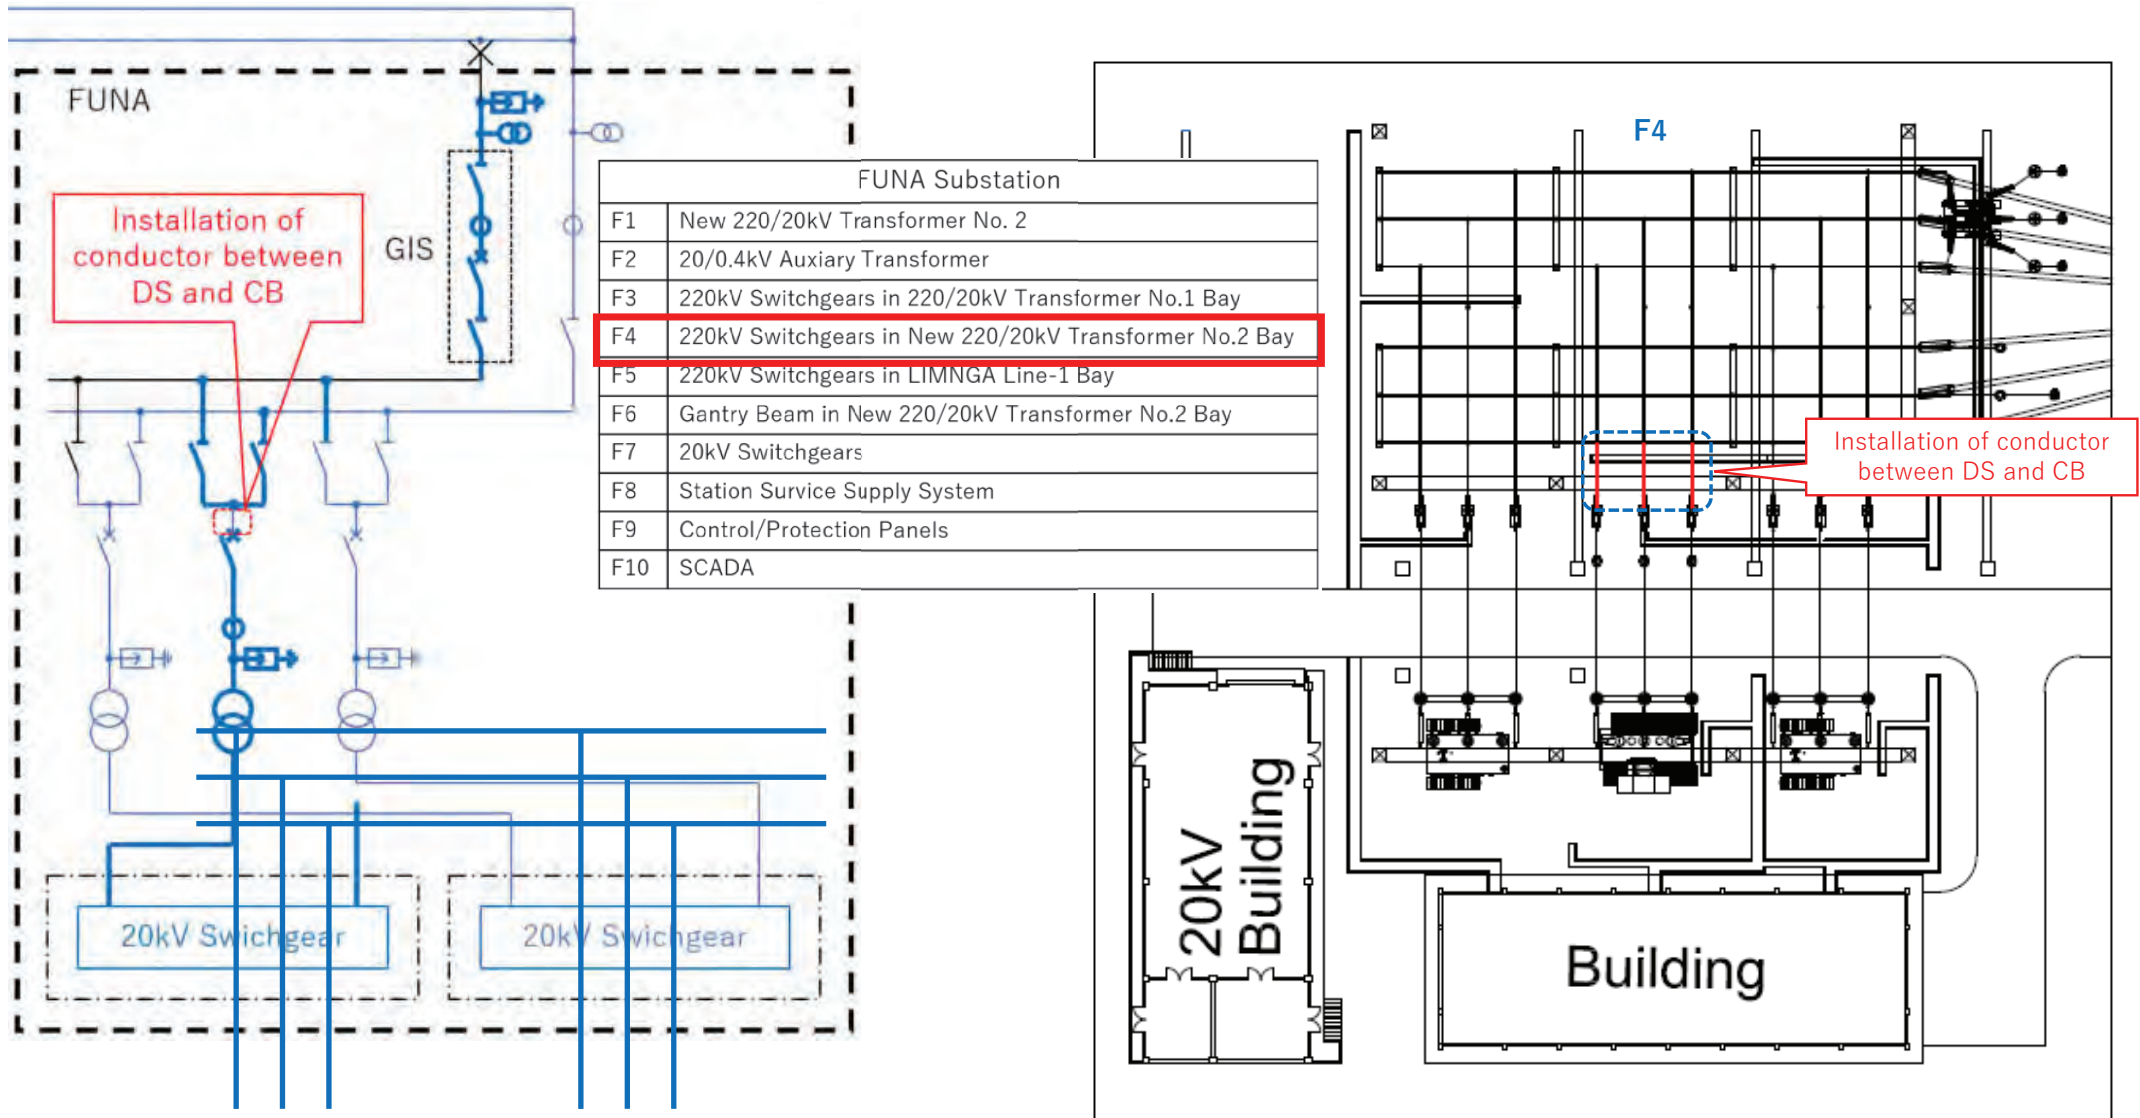 FUNA
Installation of
conductor between
DS and CB
GIS
FUNA Substation
F1 New 220/20kV Transformer No. 2
F2 20/0.4kV Auxiary Transformer
F3 220kV Switchgears in 220/20kV Transformer No.1 Bay
F4 220kV Switchgears in New 220/20kV Transformer No.2 Bay
F5 220kV Switchgears in LIMNGA Line-1 Bay
F6 Gantry Beam in New 220/20kV Transformer No.2 Bay
F7 20kV Switchgears
F8 Station Survice Supply System
F9 Control/Protection Panels
F10 SCADA
20kV Swichgear
20kV Swichgear
F4
Installation of conductor
between DS and CB
20kV
Building
Building